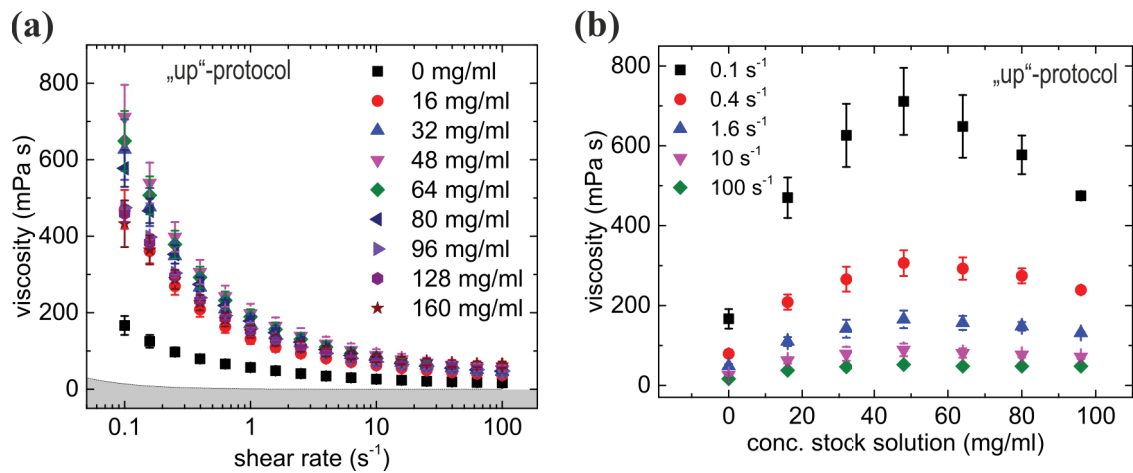 (a)
„up“-protocol
0 mg/ml
16 mg/ml
32 mg/ml
48 mg/ml
64 mg/ml
80 mg/ml
96 mg/ml
128 mg/ml
160 mg/ml
800
600
400
200
0
viscosity (mPa s)
0.1
1
10
100
shear rate (s⁻¹)
(b)
„up“-protocol
0.1 s⁻¹
0.4 s⁻¹
1.6 s⁻¹
10 s⁻¹
100 s⁻¹
800
600
400
200
0
viscosity (mPa s)
0
20
40
60
80
100
conc. stock solution (mg/ml)